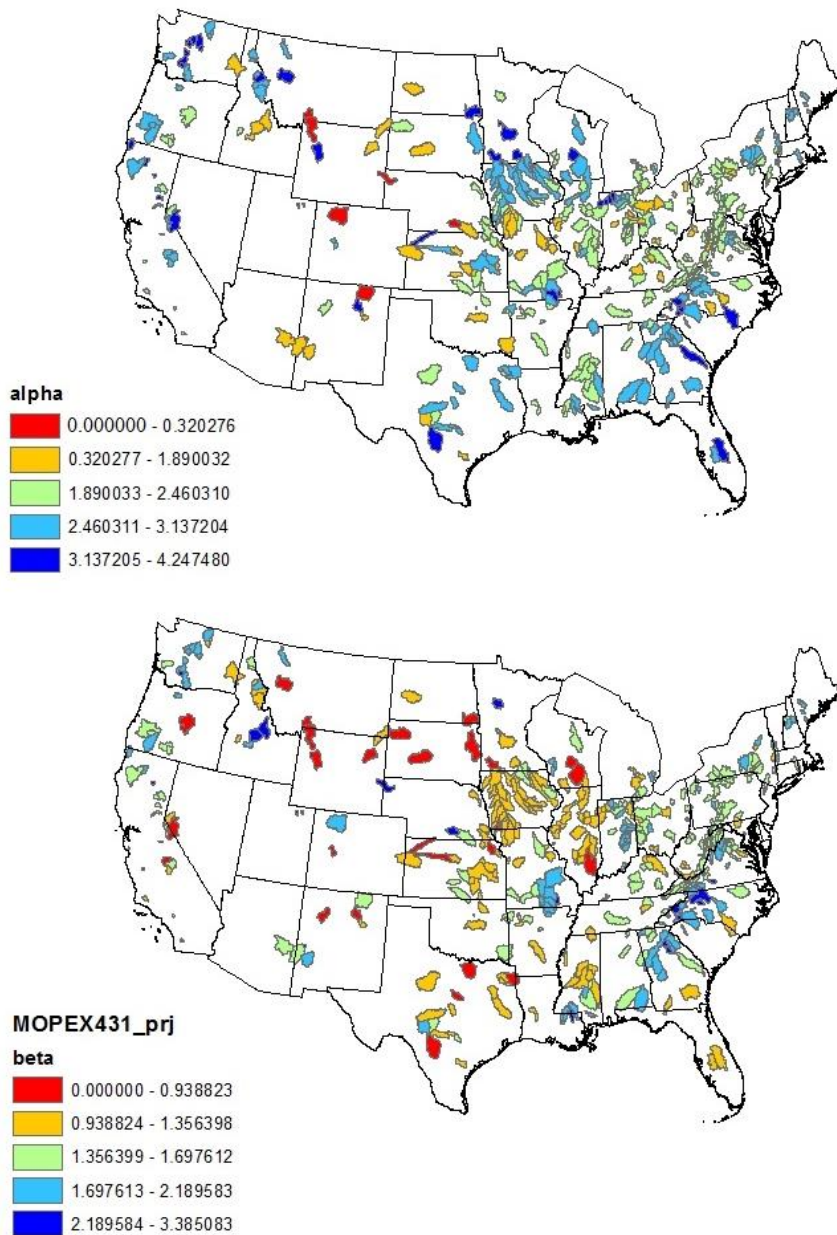 alpha
0.000000 - 0.320276
0.320277 - 1.890032
1.890033 - 2.460310
2.460311 - 3.137204
3.137205 - 4.247480
MOPEX431_prj
beta
0.000000 - 0.938823
0.938824 - 1.356398
1.356399 - 1.697612
1.697613 - 2.189583
2.189584 - 3.385083